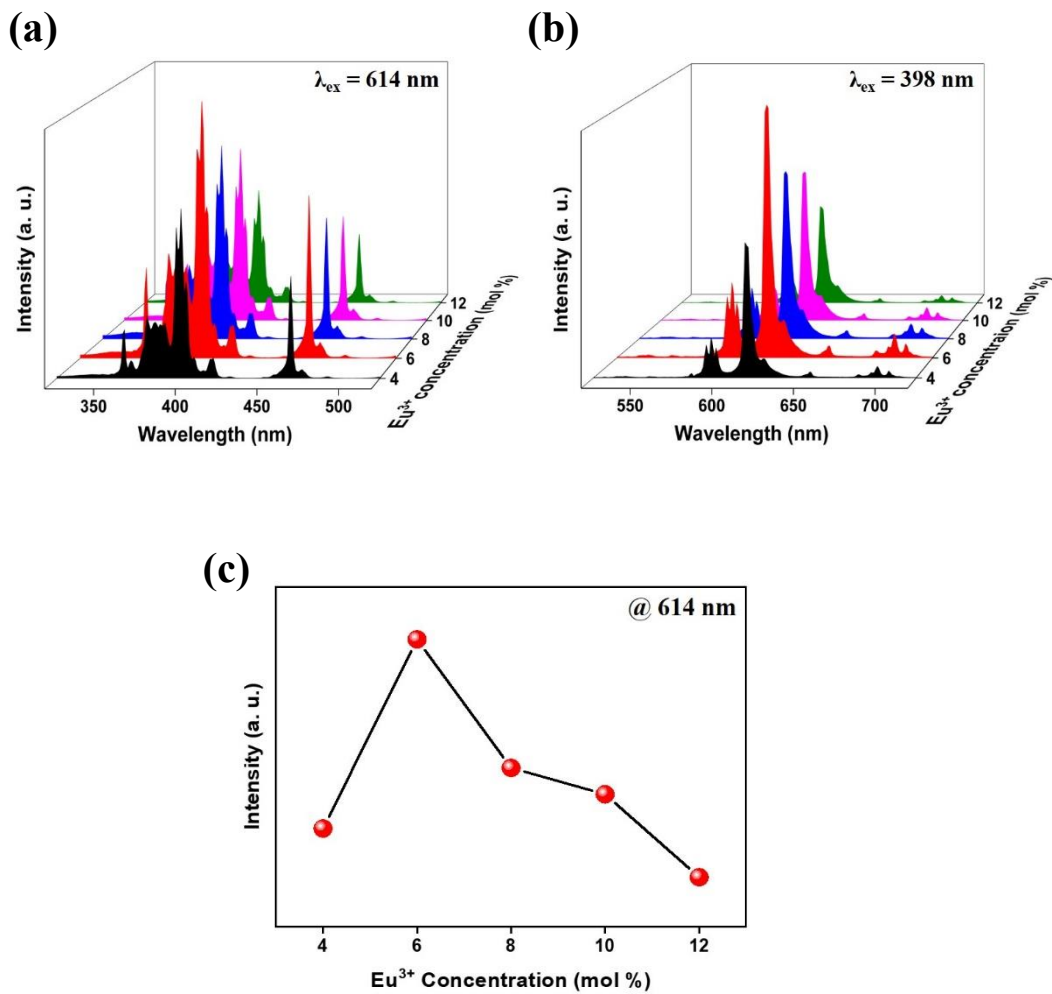 (a)
λex = 614 nm
Intensity (a. u.)
12
10
8
6
4
Eu³⁺ concentration (mol %)
350
400
450
500
Wavelength (nm)
(b)
λex = 398 nm
Intensity (a. u.)
12
10
8
6
4
Eu³⁺ concentraion (mol %)
550
600
650
700
Wavelength (nm)
(c)
@ 614 nm
Intensity (a. u.)
4
6
8
10
12
Eu³⁺ Concentration (mol %)